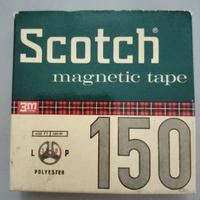 Scotch®
magnetic tape
3m
150
L P
POLYESTER